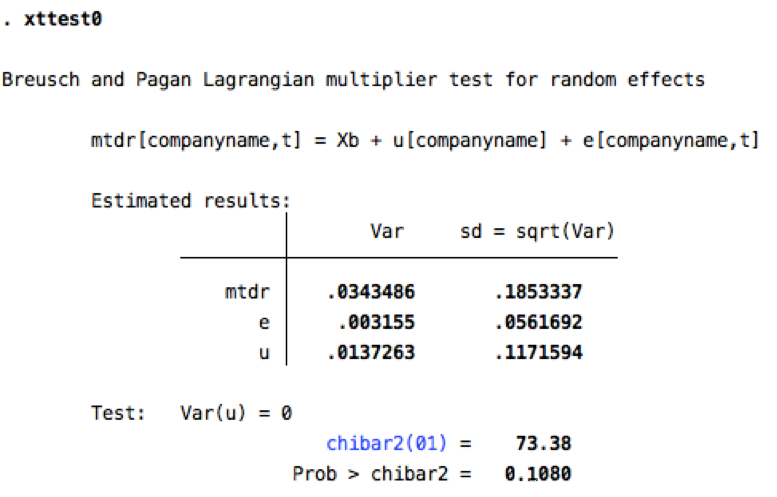 . xttest0
Breusch and Pagan Lagrangian multiplier test for random effects
mtdr[companyname,t] = Xb + u[companyname] + e[companyname,t]
Estimated results:
Var sd = sqrt(Var)
mtdr .0343486 .1853337
e .003155 .0561692
u .0137263 .1171594
Test: Var(u) = 0
chibar2(01) = 73.38
Prob > chibar2 = 0.1080